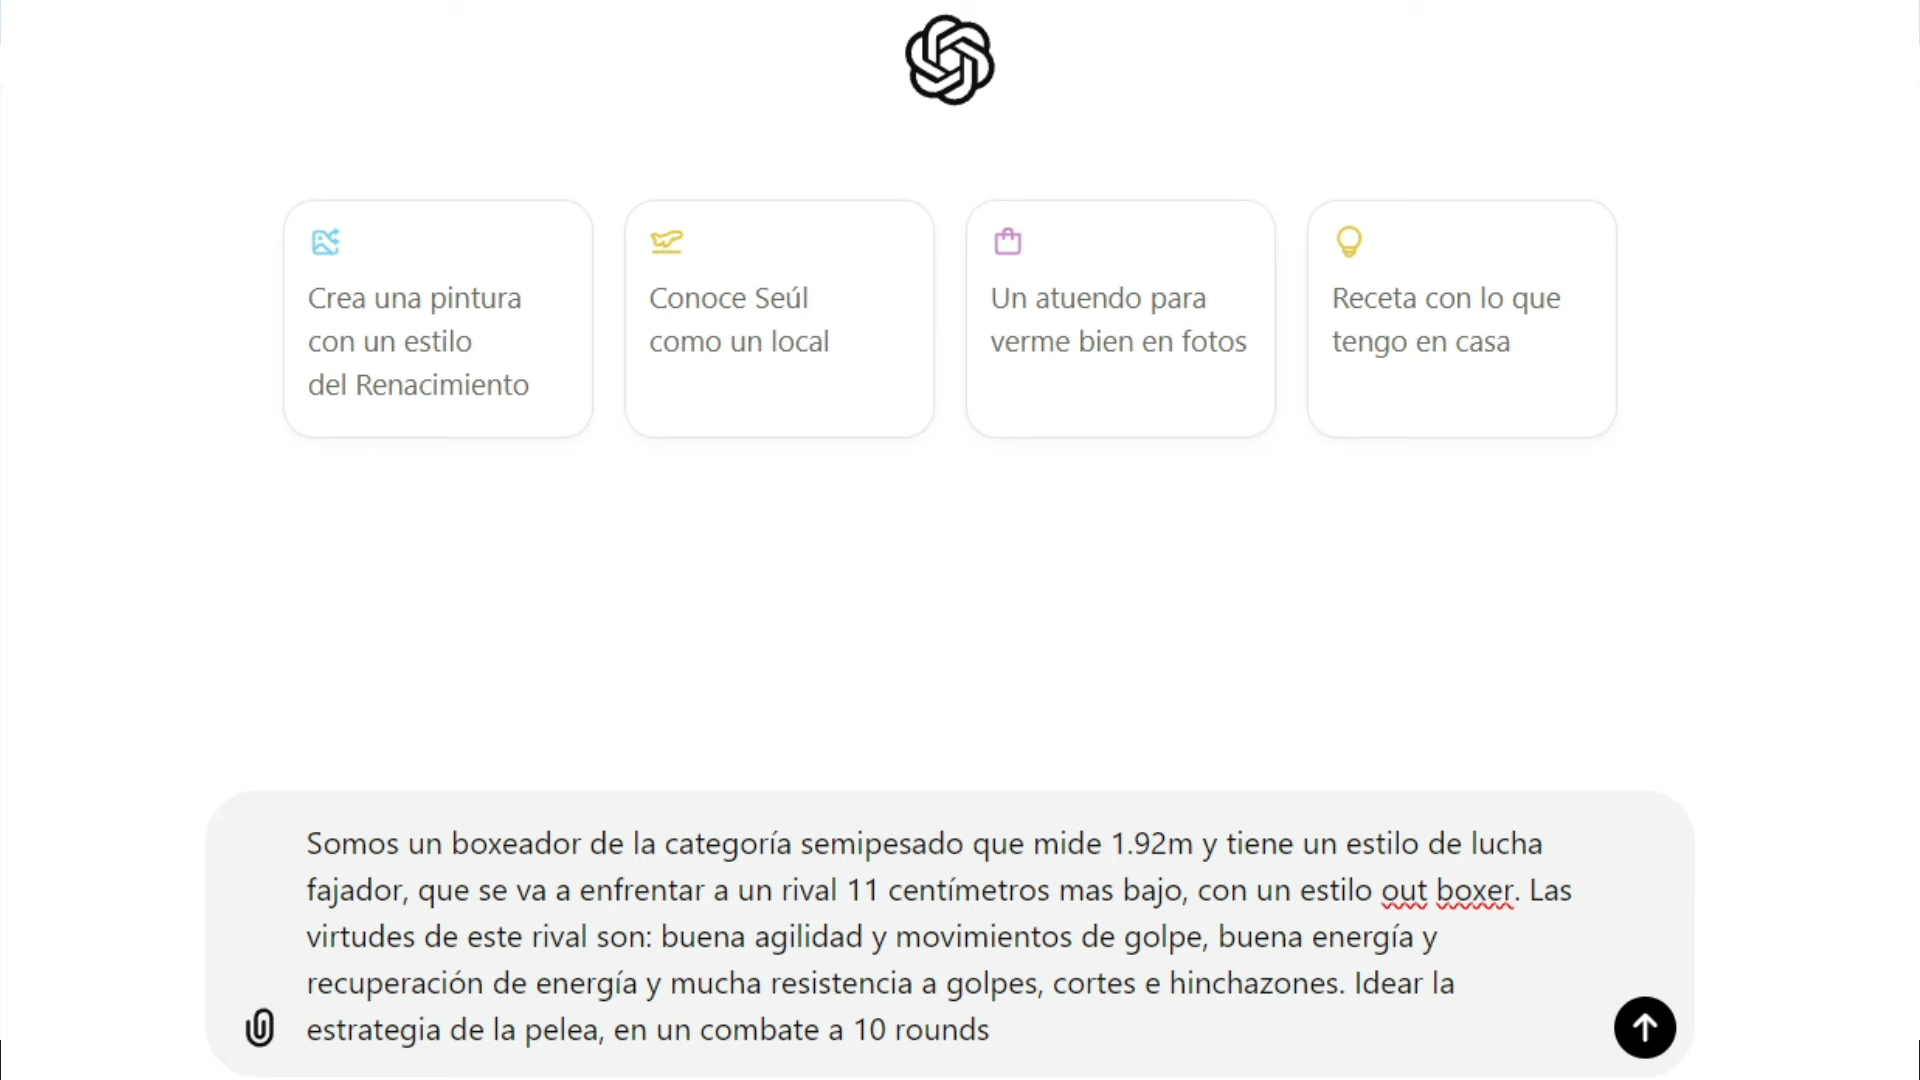 Crea una pintura
con un estilo
del Renacimiento
Conoce Seúl
como un local
Un atuendo para
verme bien en fotos
Receta con lo que
tengo en casa
Somos un boxeador de la categoría semipesado que mide 1.92m y tiene un estilo de lucha
fajador, que se va a enfrentar a un rival 11 centímetros mas bajo, con un estilo out boxer. Las
virtudes de este rival son: buena agilidad y movimientos de golpe, buena energía y
recuperación de energía y mucha resistencia a golpes, cortes e hinchazones. Idear la
estrategia de la pelea, en un combate a 10 rounds